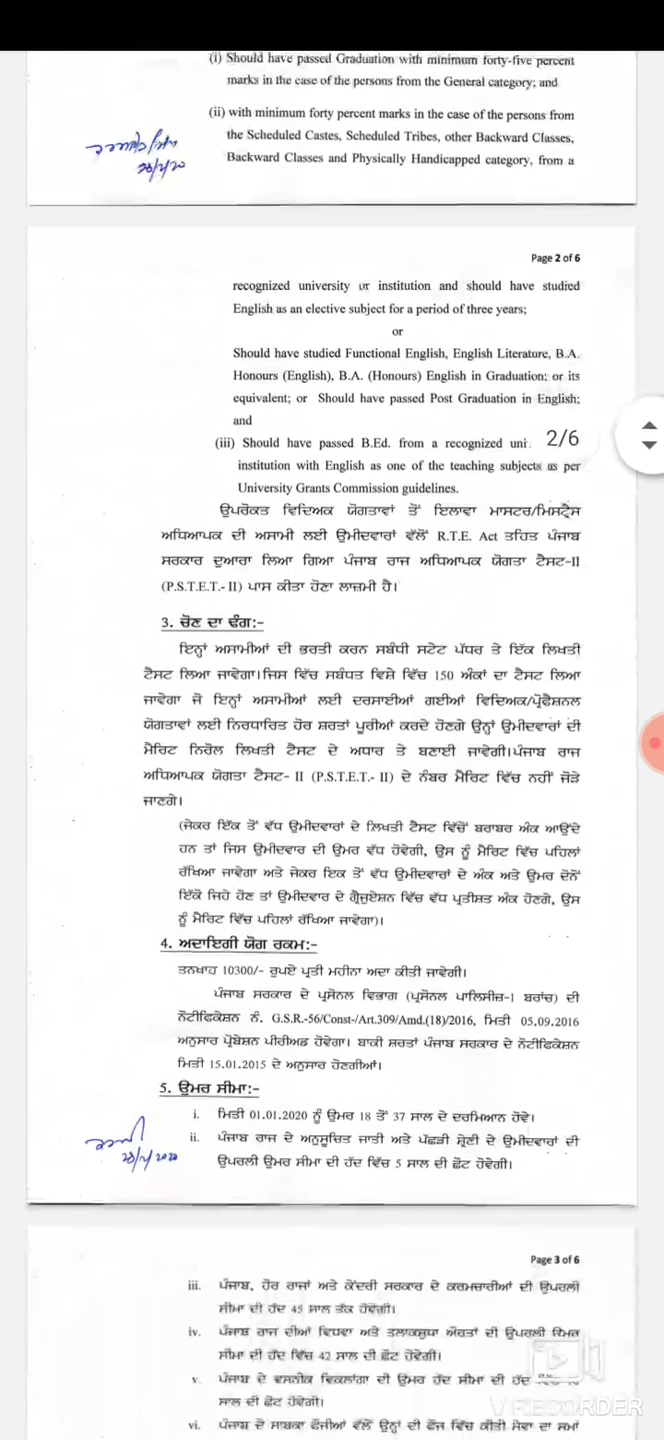 (i) Should have passed Graduation with minimum forty-five percent
marks in the case of the persons from the General category; and
(ii) with minimum forty percent marks in the case of the persons from
the Scheduled Castes, Scheduled Tribes, other Backward Classes,
Backward Classes and Physically Handicapped category, from a
Page 2 of 6
recognized university or institution and should have studied
English as an elective subject for a period of three years;
or
Should have studied Functional English, English Literature, B.A.
Honours (English), B.A. (Honours) English in Graduation; or its
equivalent; or Should have passed Post Graduation in English;
and
(iii) Should have passed B.Ed. from a recognized uni
2/6
institution with English as one of the teaching subjects as per
University Grants Commission guidelines.
ਉਪਰੋਕਤ ਵਿਦਿਅਕ ਯੋਗਤਾਵਾਂ ਤੋਂ ਇਲਾਵਾ ਮਾਸਟਰ/ਮਿਸਟ੍ਰੈਸ
ਅਧਿਆਪਕ ਦੀ ਅਸਾਮੀ ਲਈ ਉਮੀਦਵਾਰਾਂ ਵੱਲੋਂ R.T.E. Act ਤਹਿਤ ਪੰਜਾਬ
ਸਰਕਾਰ ਦੁਆਰਾ ਲਿਆ ਗਿਆ ਪੰਜਾਬ ਰਾਜ ਅਧਿਆਪਕ ਯੋਗਤਾ ਟੈਸਟ-II
(P.S.T.E.T.- II) ਪਾਸ ਕੀਤਾ ਹੋਣਾ ਲਾਜ਼ਮੀ ਹੈ।
3. ਚੋਣ ਦਾ ਢੰਗ:-
ਇਨ੍ਹਾਂ ਅਸਾਮੀਆਂ ਦੀ ਭਰਤੀ ਕਰਨ ਸਬੰਧੀ ਸਟੇਟ ਪੱਧਰ ਤੇ ਇੱਕ ਲਿਖਤੀ
ਟੈਸਟ ਲਿਆ ਜਾਵੇਗਾ।ਜਿਸ ਵਿੱਚ ਸਬੰਧਤ ਵਿਸ਼ੇ ਵਿੱਚ 150 ਅੰਕਾਂ ਦਾ ਟੈਸਟ ਲਿਆ
ਜਾਵੇਗਾ ਜੋ ਇਨ੍ਹਾਂ ਅਸਾਮੀਆਂ ਲਈ ਦਰਸਾਈਆਂ ਗਈਆਂ ਵਿਦਿਅਕ/ਪ੍ਰੋਫੈਸ਼ਨਲ
ਯੋਗਤਾਵਾਂ ਲਈ ਨਿਰਧਾਰਿਤ ਹੋਰ ਸ਼ਰਤਾਂ ਪੂਰੀਆਂ ਕਰਦੇ ਹੋਣਗੇ ਉਨ੍ਹਾਂ ਉਮੀਦਵਾਰਾਂ ਦੀ
ਮੈਰਿਟ ਨਿਰੋਲ ਲਿਖਤੀ ਟੈਸਟ ਦੇ ਅਧਾਰ ਤੇ ਬਣਾਈ ਜਾਵੇਗੀ।ਪੰਜਾਬ ਰਾਜ
ਅਧਿਆਪਕ ਯੋਗਤਾ ਟੈਸਟ- II (P.S.T.E.T.- II) ਦੇ ਨੰਬਰ ਮੈਰਿਟ ਵਿੱਚ ਨਹੀਂ ਜੋੜੇ
ਜਾਣਗੇ।
(ਜੇਕਰ ਇੱਕ ਤੋਂ ਵੱਧ ਉਮੀਦਵਾਰਾਂ ਦੇ ਲਿਖਤੀ ਟੈਸਟ ਵਿੱਚੋਂ ਬਰਾਬਰ ਅੰਕ ਆਉਂਦੇ
ਹਨ ਤਾਂ ਜਿਸ ਉਮੀਦਵਾਰ ਦੀ ਉਮਰ ਵੱਧ ਹੋਵੇਗੀ, ਉਸ ਨੂੰ ਮੈਰਿਟ ਵਿੱਚ ਪਹਿਲਾਂ
ਰੱਖਿਆ ਜਾਵੇਗਾ ਅਤੇ ਜੇਕਰ ਇਕ ਤੋਂ ਵੱਧ ਉਮੀਦਵਾਰਾਂ ਦੇ ਅੰਕ ਅਤੇ ਉਮਰ ਦੋਨੋਂ
ਇੱਕੋ ਜਿਹੇ ਹੋਣ ਤਾਂ ਉਮੀਦਵਾਰ ਦੇ ਗ੍ਰੈਜੂਏਸ਼ਨ ਵਿੱਚ ਵੱਧ ਪ੍ਰਤੀਸ਼ਤ ਅੰਕ ਹੋਣਗੇ, ਉਸ
ਨੂੰ ਮੈਰਿਟ ਵਿੱਚ ਪਹਿਲਾਂ ਰੱਖਿਆ ਜਾਵੇਗਾ)।
4. ਅਦਾਇਗੀ ਯੋਗ ਰਕਮ:-
ਤਨਖਾਹ 10300/- ਰੁਪਏ ਪ੍ਰਤੀ ਮਹੀਨਾ ਅਦਾ ਕੀਤੀ ਜਾਵੇਗੀ।
ਪੰਜਾਬ ਸਰਕਾਰ ਦੇ ਪ੍ਰਸੋਨਲ ਵਿਭਾਗ (ਪ੍ਰਸੋਨਲ ਪਾਲਿਸੀਜ਼-1 ਬਰਾਂਚ) ਦੀ
ਨੋਟੀਫਿਕੇਸ਼ਨ ਨੰ. G.S.R.-56/Const-/Art.309/Amd.(18)/2016, ਮਿਤੀ 05.09.2016
ਅਨੁਸਾਰ ਪ੍ਰੋਬੇਸ਼ਨ ਪੀਰੀਅਡ ਹੋਵੇਗਾ। ਬਾਕੀ ਸ਼ਰਤਾਂ ਪੰਜਾਬ ਸਰਕਾਰ ਦੇ ਨੋਟੀਫਿਕੇਸ਼ਨ
ਮਿਤੀ 15.01.2015 ਦੇ ਅਨੁਸਾਰ ਹੋਣਗੀਆਂ।
5. ਉਮਰ ਸੀਮਾ:-
i. ਮਿਤੀ 01.01.2020 ਨੂੰ ਉਮਰ 18 ਤੋਂ 37 ਸਾਲ ਦੇ ਦਰਮਿਆਨ ਹੋਵੇ।
ii. ਪੰਜਾਬ ਰਾਜ ਦੇ ਅਨੁਸੂਚਿਤ ਜਾਤੀ ਅਤੇ ਪੱਛੜੀ ਸ਼੍ਰੇਣੀ ਦੇ ਉਮੀਦਵਾਰਾਂ ਦੀ
ਉਪਰਲੀ ਉਮਰ ਸੀਮਾ ਦੀ ਹੱਦ ਵਿੱਚ 5 ਸਾਲ ਦੀ ਛੋਟ ਹੋਵੇਗੀ।
Page 3 of 6
iii. ਪੰਜਾਬ, ਹੋਰ ਰਾਜਾਂ ਅਤੇ ਕੇਂਦਰੀ ਸਰਕਾਰ ਦੇ ਕਰਮਚਾਰੀਆਂ ਦੀ ਉਪਰਲੀ
ਸੀਮਾ ਦੀ ਹੱਦ 45 ਸਾਲ ਤੱਕ ਹੋਵੇਗੀ।
iv. ਪੰਜਾਬ ਰਾਜ ਦੀਆਂ ਵਿਧਵਾ ਅਤੇ ਤਲਾਕਸ਼ੁਧਾ ਔਰਤਾਂ ਦੀ ਉਪਰਲੀ ਉਮਰ
ਸੀਮਾ ਦੀ ਹੱਦ ਵਿੱਚ 42 ਸਾਲ ਦੀ ਛੋਟ ਹੋਵੇਗੀ।
v. ਪੰਜਾਬ ਦੇ ਵਸਨੀਕ ਵਿਕਲਾਂਗਾ ਦੀ ਉਮਰ ਹੱਦ ਸੀਮਾ ਦੀ ਹੱਦ
ਸਾਲ ਦੀ ਛੋਟ ਹੋਵੇਗੀ।
V RECORDER
vi. ਪੰਜਾਬ ਦੇ ਸਾਬਕਾ ਫੌਜੀਆਂ ਵੱਲੋਂ ਉਨ੍ਹਾਂ ਦੀ ਫੌਜ ਵਿੱਚ ਕੀਤੀ ਸੇਵਾ ਦਾ ਸਮਾਂ